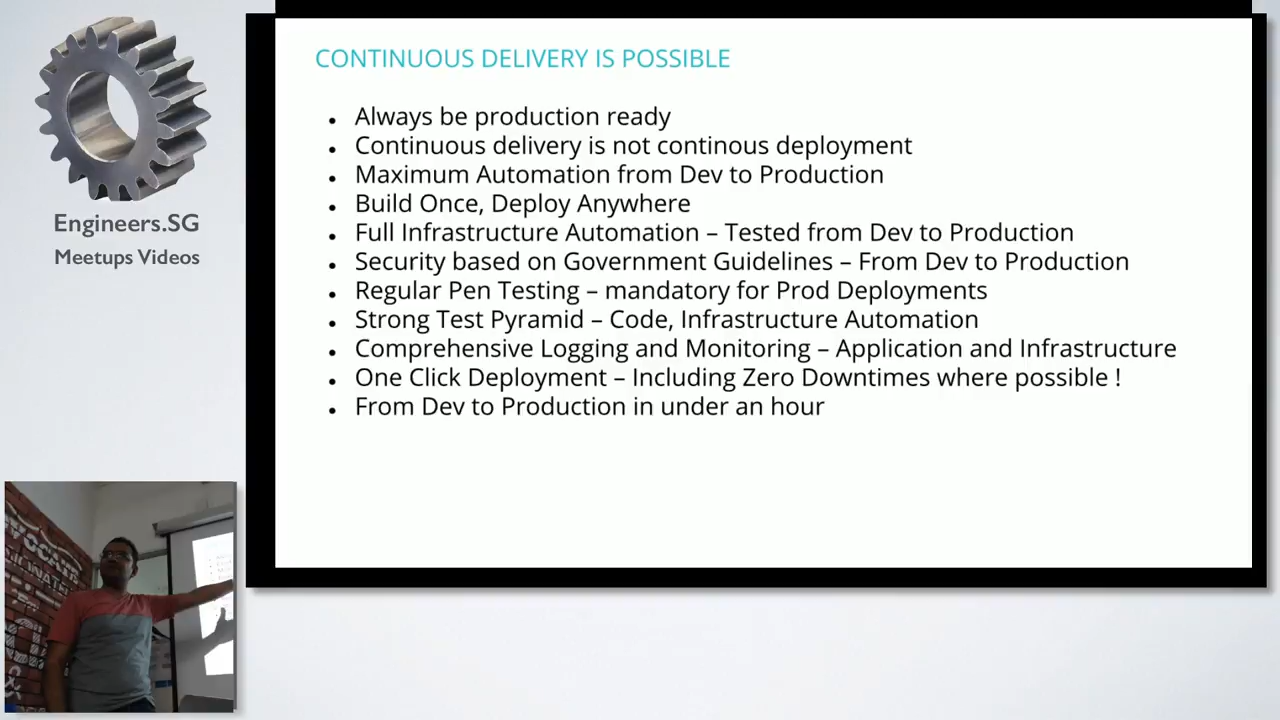 CONTINUOUS DELIVERY IS POSSIBLE
• Always be production ready
• Continuous delivery is not continous deployment
• Maximum Automation from Dev to Production
• Build Once, Deploy Anywhere
• Full Infrastructure Automation – Tested from Dev to Production
• Security based on Government Guidelines – From Dev to Production
• Regular Pen Testing – mandatory for Prod Deployments
• Strong Test Pyramid – Code, Infrastructure Automation
• Comprehensive Logging and Monitoring – Application and Infrastructure
• One Click Deployment – Including Zero Downtimes where possible !
• From Dev to Production in under an hour
Engineers.SG
Meetups Videos